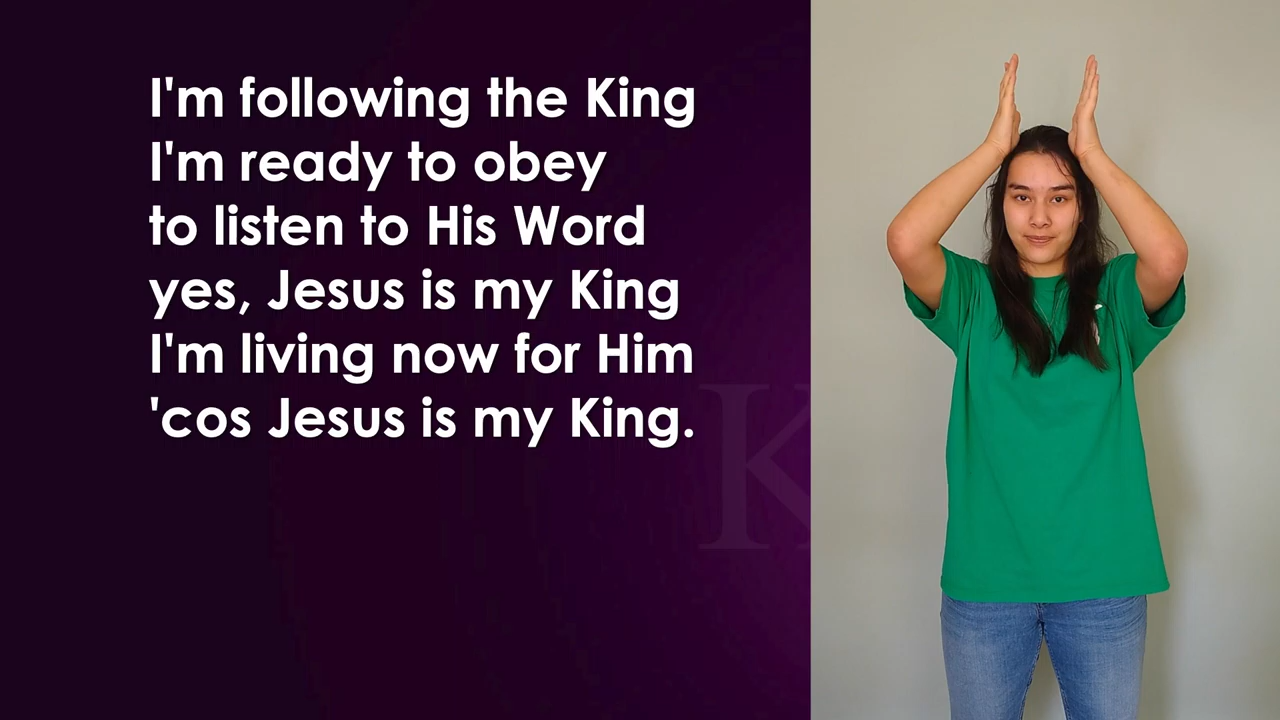 I'm following the King
I'm ready to obey
to listen to His Word
yes, Jesus is my King
I'm living now for Him
'cos Jesus is my King.
K